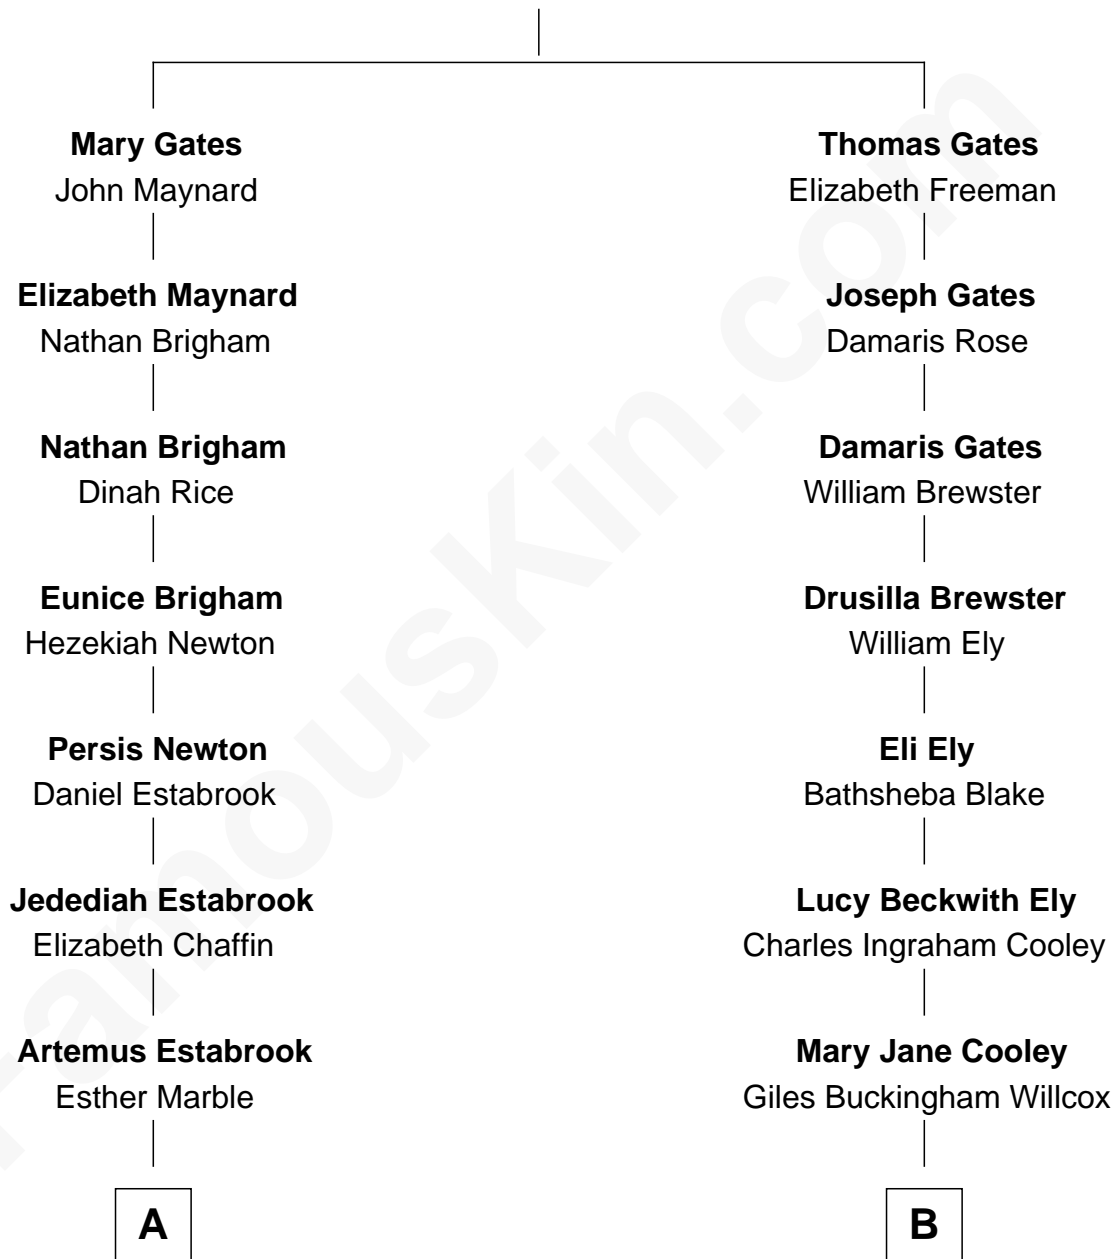 Mary Gates
John Maynard
Elizabeth Maynard
Nathan Brigham
Nathan Brigham
Dinah Rice
Eunice Brigham
Hezekiah Newton
Persis Newton
Daniel Estabrook
Jedediah Estabrook
Elizabeth Chaffin
Artemus Estabrook
Esther Marble
A
Thomas Gates
Elizabeth Freeman
Joseph Gates
Damaris Rose
Damaris Gates
William Brewster
Drusilla Brewster
William Ely
Eli Ely
Bathsheba Blake
Lucy Beckwith Ely
Charles Ingraham Cooley
Mary Jane Cooley
Giles Buckingham Willcox
B
FamousKin.com